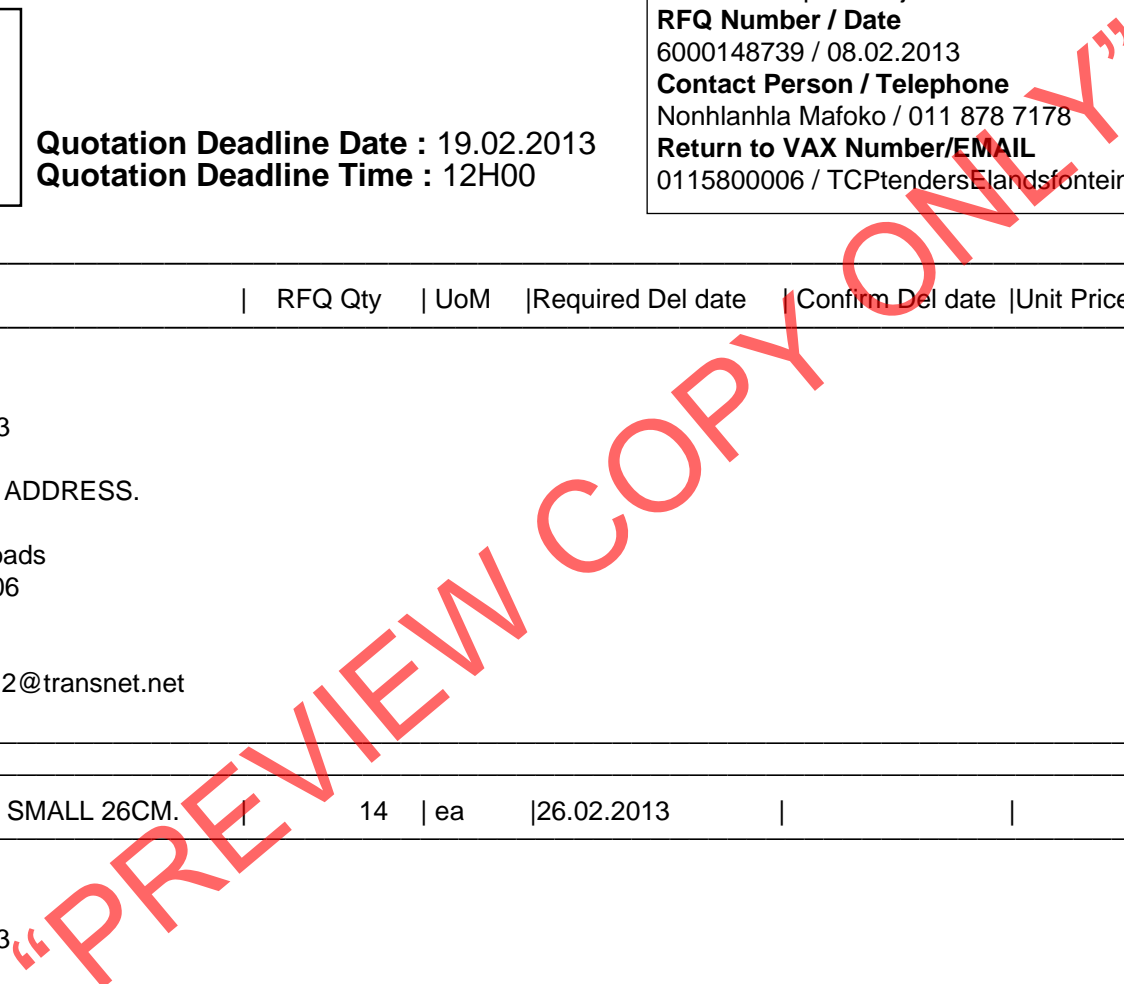 RFQ Number / Date
6000148739 / 08.02.2013
Contact Person / Telephone
Nonhlanhla Mafoko / 011 878 7178
Return to VAX Number/EMAIL
0115800006 / TCPtendersElandsfontein
Quotation Deadline Date : 19.02.2013
Quotation Deadline Time : 12H00
| RFQ Qty | UoM |Required Del date | Confirm Del date |Unit Price
3
ADDRESS.
oads
06
2@transnet.net
SMALL 26CM. | 14 | ea |26.02.2013 | |
3
“PREVIEW COPY ONLY”